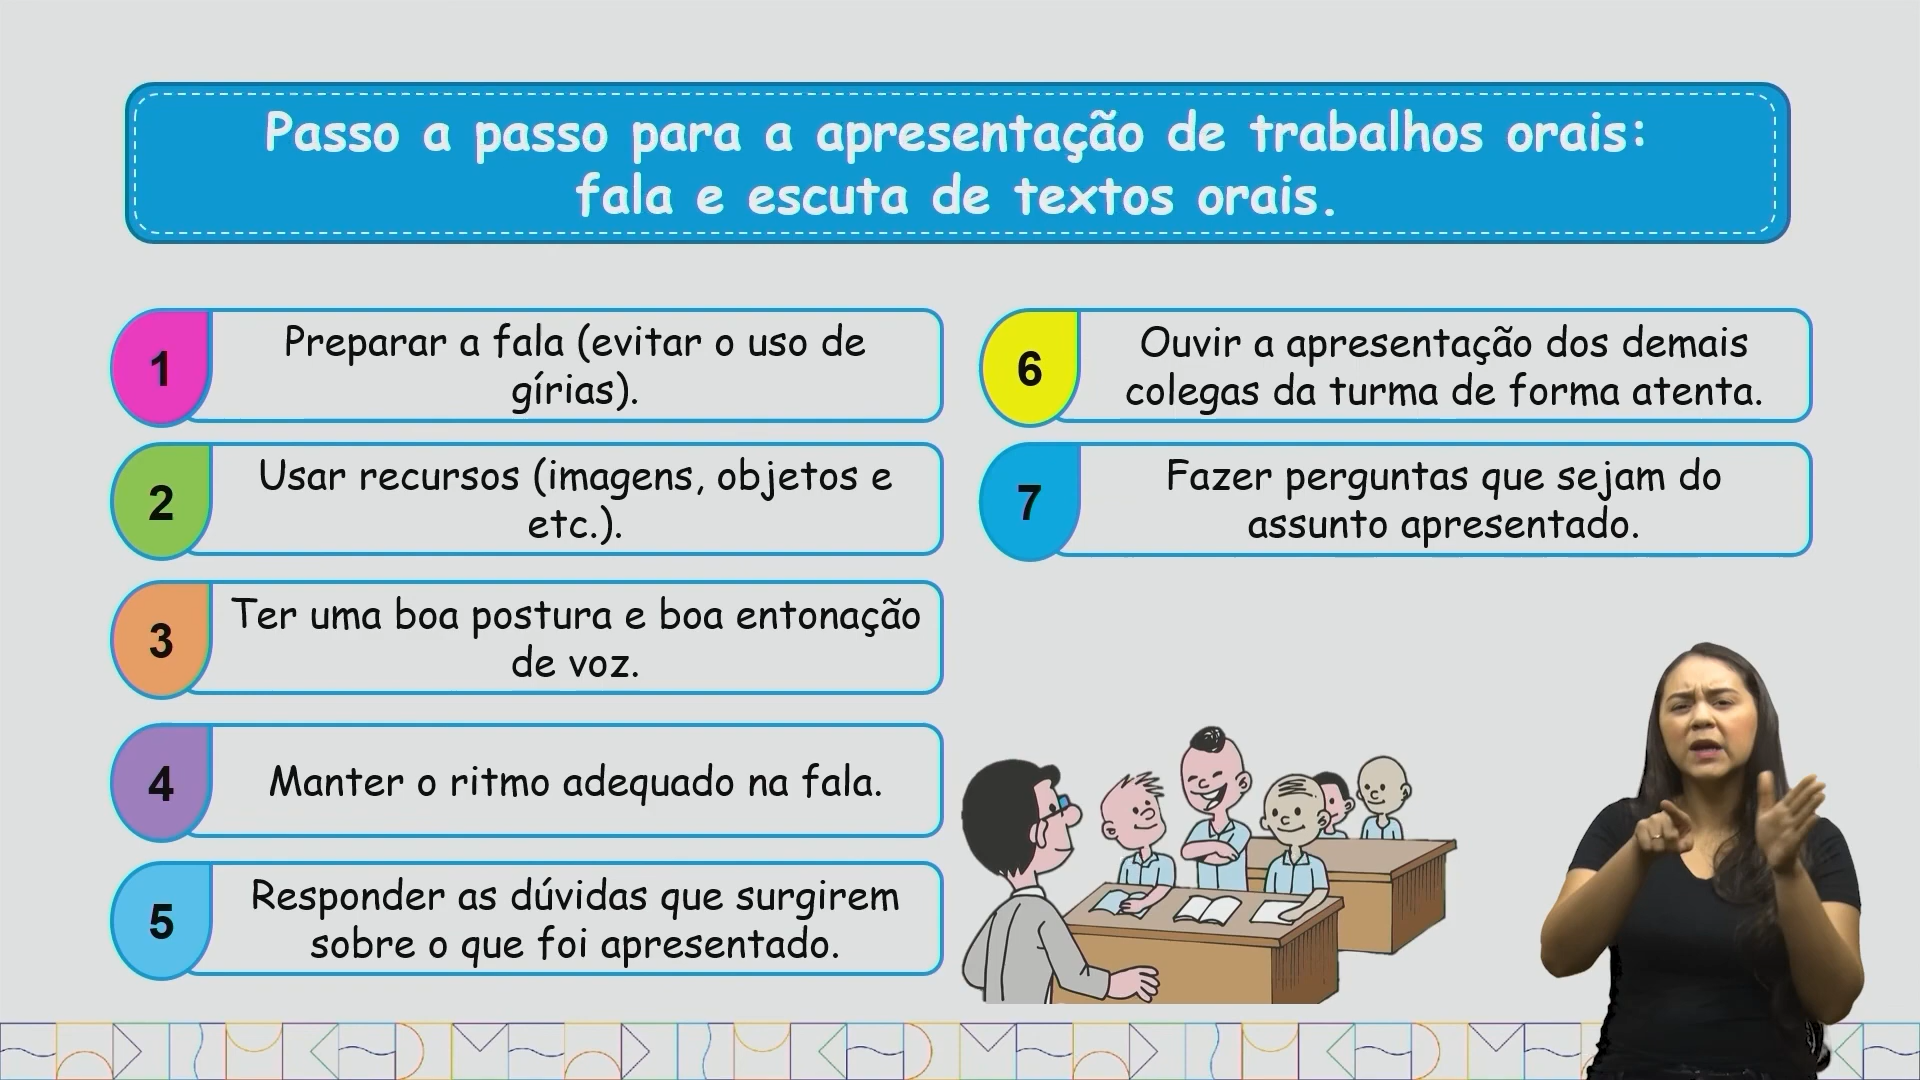 Passo a passo para a apresentação de trabalhos orais:
fala e escuta de textos orais.
1
Preparar a fala (evitar o uso de
gírias).
2
Usar recursos (imagens, objetos e
etc.).
3
Ter uma boa postura e boa entonação
de voz.
4
Manter o ritmo adequado na fala.
5
Responder as dúvidas que surgirem
sobre o que foi apresentado.
6
Ouvir a apresentação dos demais
colegas da turma de forma atenta.
7
Fazer perguntas que sejam do
assunto apresentado.